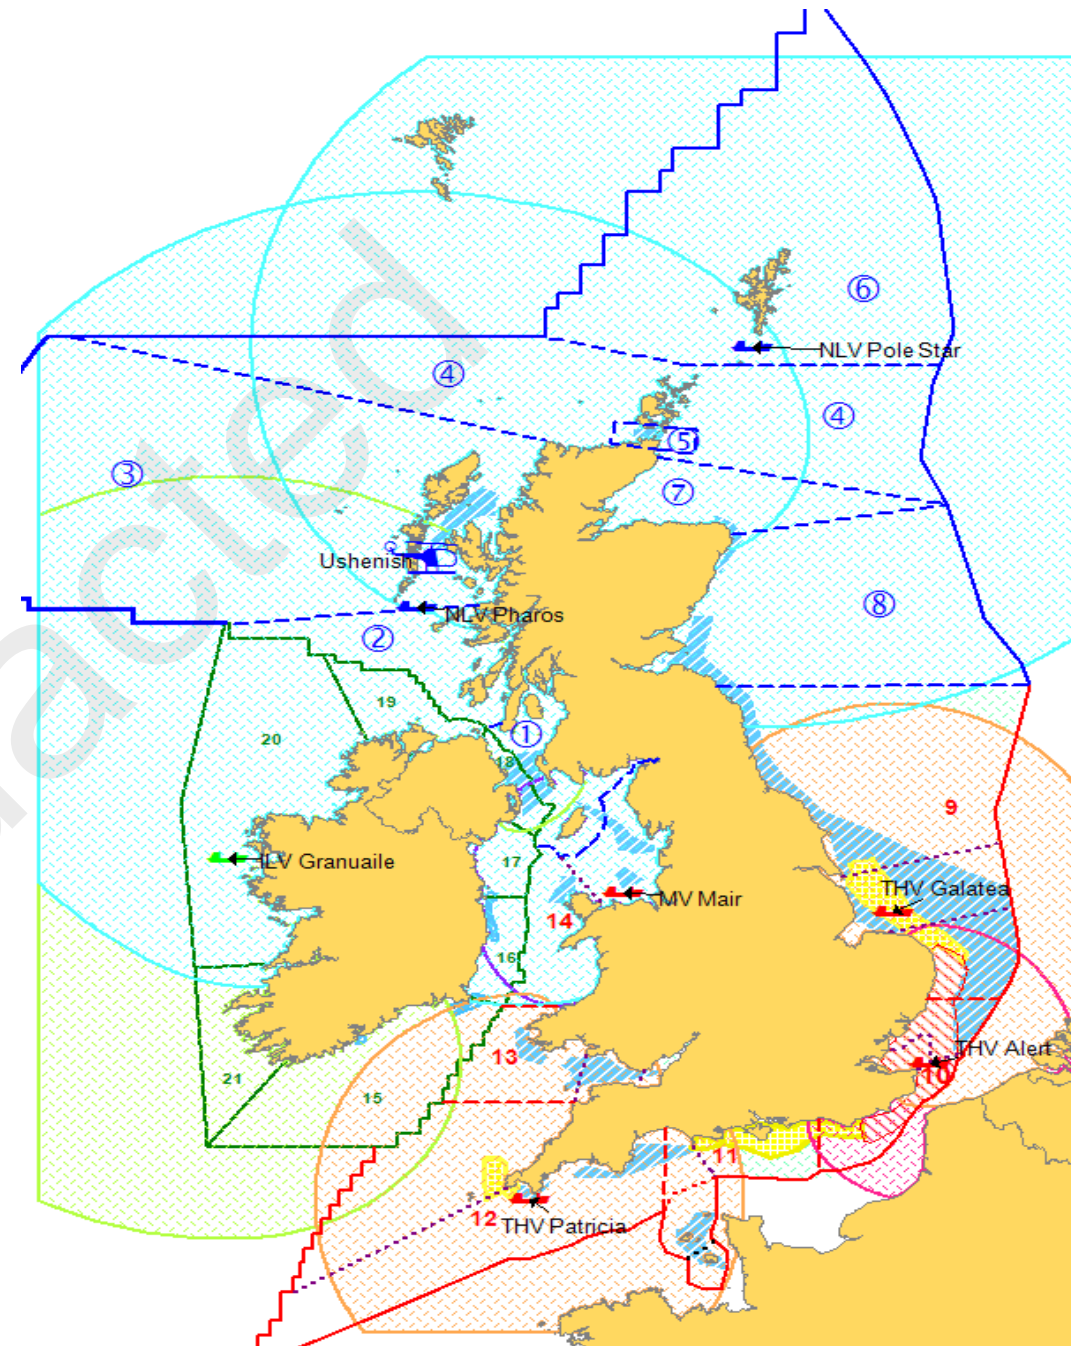 ⑥
NLV Pole Star
④
④
⑤
③
⑦
Ushenish
NLV Pharos
⑧
②
19
①
20
18
9
ILV Granuaile
17
THV Galatea
MV Mair
14
16
THV Alert
13
10
21
15
11
12
THV Patricia